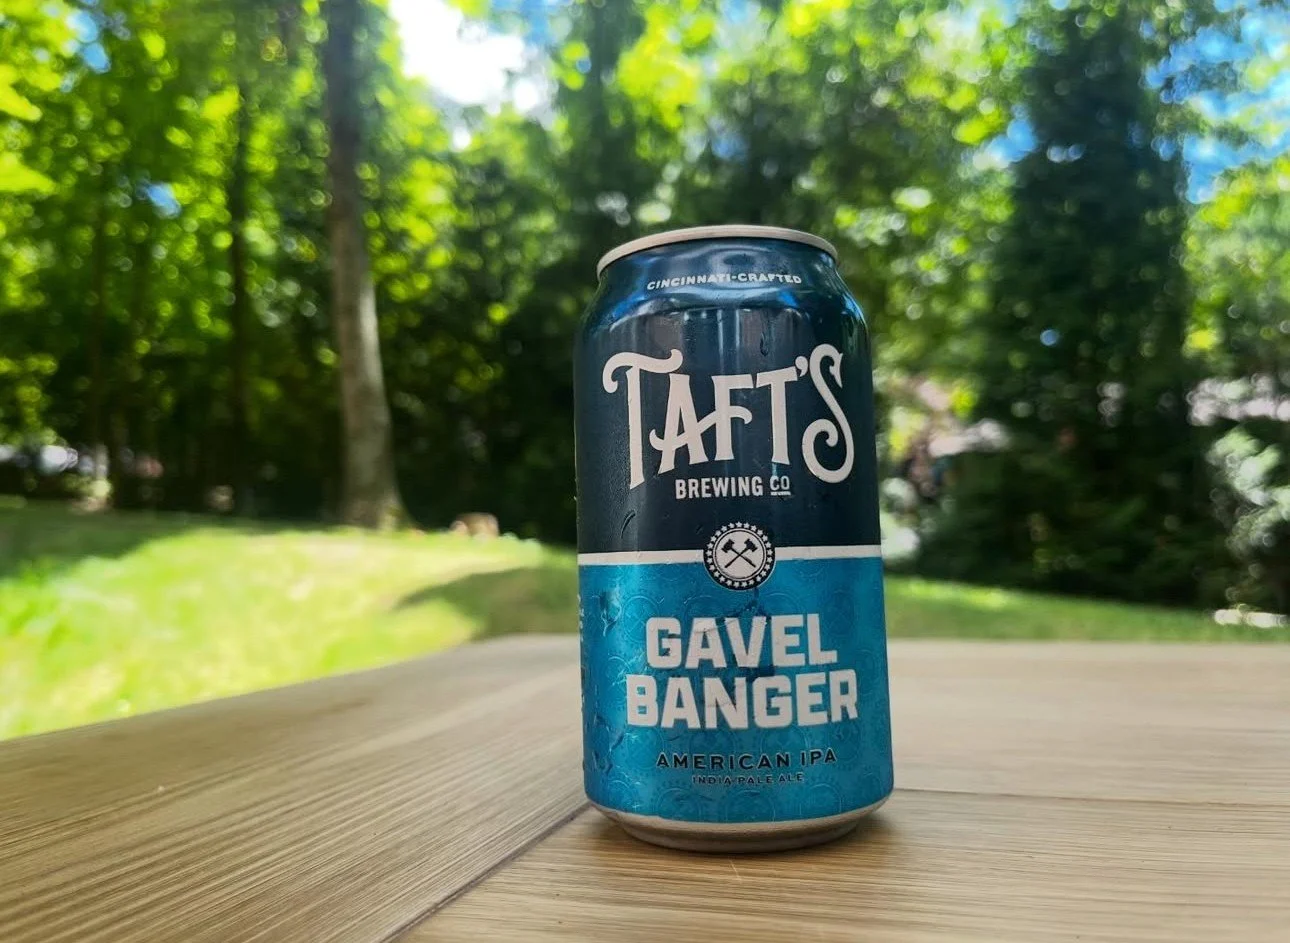 CINCINNATI-CRAFTED
TAFT'S
BREWING CO
GAVEL
BANGER
AMERICAN IPA
INDIA PALE ALE